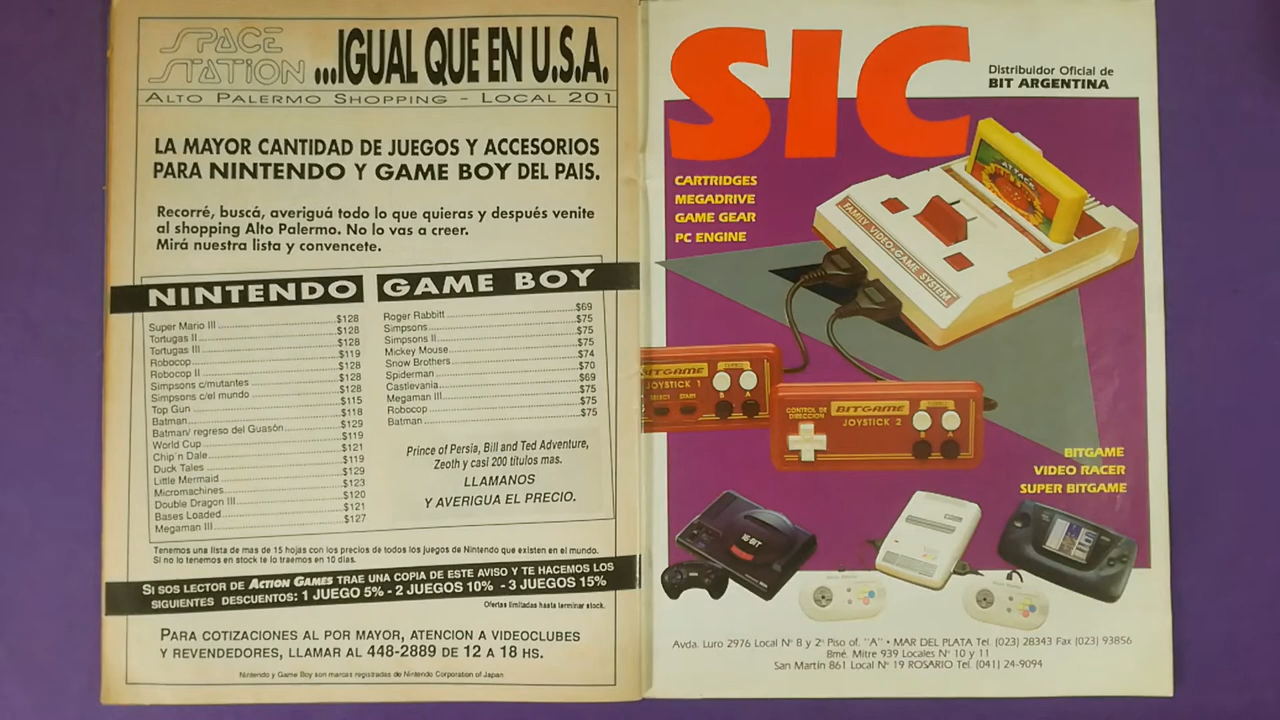 SPACE STATION
...IGUAL QUE EN U.S.A.
ALTO PALERMO SHOPPING - LOCAL 201
LA MAYOR CANTIDAD DE JUEGOS Y ACCESORIOS
PARA NINTENDO Y GAME BOY DEL PAIS.
Recorré, buscá, averiguá todo lo que quieras y después venite
al shopping Alto Palermo. No lo vas a creer.
Mirá nuestra lista y convencete.
NINTENDO
Super Mario III $128
Tortugas II $128
Tortugas III $128
Robocop $119
Robocop II $128
Simpsons c/mutantes $128
Simpsons c/el mundo $128
Top Gun $115
Batman $118
Batman/ regreso del Guasón $129
World Cup $119
Chip'n Dale $121
Duck Tales $119
Little Mermaid $129
Micromachines $123
Double Dragon III $120
Bases Loaded $121
Megaman III $127
GAME BOY
Roger Rabbitt $69
Simpsons $75
Simpsons II $75
Mickey Mouse $75
Snow Brothers $74
Spiderman $70
Castlevania $69
Megaman III $75
Robocop $75
Batman $75
Prince of Persia, Bill and Ted Adventure,
Zeoth y casi 200 títulos mas.
LLAMANOS
Y AVERIGUA EL PRECIO.
Tenemos una lista de mas de 15 hojas con los precios de todos los juegos de Nintendo que existen en el mundo.
Si no lo tenemos en stock te lo traemos en 10 días.
SI SOS LECTOR DE ACTION GAMES TRAE UNA COPIA DE ESTE AVISO Y TE HACEMOS LOS
SIGUIENTES DESCUENTOS: 1 JUEGO 5% - 2 JUEGOS 10% - 3 JUEGOS 15%
Ofertas limitadas hasta terminar stock.
PARA COTIZACIONES AL POR MAYOR, ATENCION A VIDEOCLUBES
Y REVENDEDORES, LLAMAR AL 448-2889 DE 12 A 18 HS.
Nintendo y Game Boy son marcas registradas de Nintendo Corporation of Japan
SIC
Distribuidor Oficial de
BIT ARGENTINA
CARTRIDGES
MEGADRIVE
GAME GEAR
PC ENGINE
ATTACK
FAMILY VIDEO GAME SYSTEM
BITGAME
JOYSTICK 1
SELECT START
B A
CONTROL DE
DIRECCION
BITGAME
JOYSTICK 2
TURBO
B A
BITGAME
VIDEO RACER
SUPER BITGAME
16-BIT
Avda. Luro 2976 Local Nº 8 y 2º Piso of. "A" • MAR DEL PLATA Tel. (023) 28343 Fax (023) 93856
Bmé. Mitre 939 Locales Nº 10 y 11
San Martín 861 Local Nº 19 ROSARIO Tel. (041) 24-9094